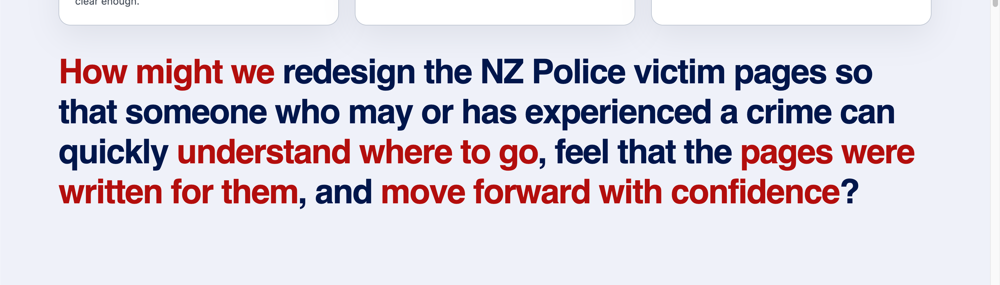 clear enough.
How might we redesign the NZ Police victim pages so
that someone who may or has experienced a crime can
quickly understand where to go, feel that the pages were
written for them, and move forward with confidence?